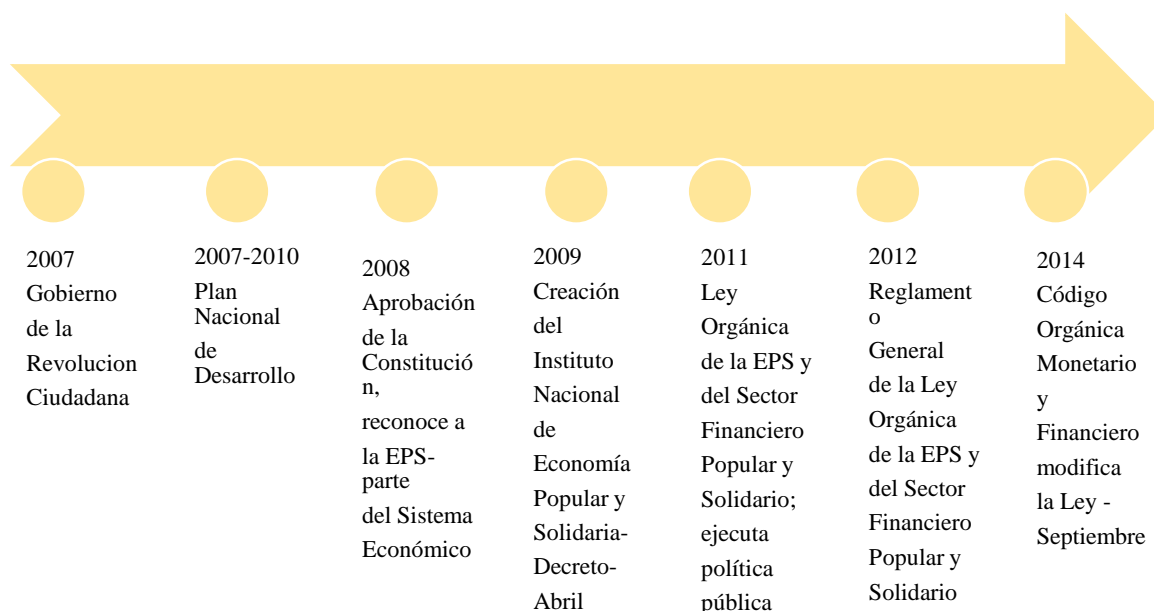 2007
Gobierno
de la
Revolucion
Ciudadana
2007-2010
Plan
Nacional
de
Desarrollo
2008
Aprobación
de la
Constitució
n,
reconoce a
la EPS-
parte
del Sistema
Económico
2009
Creación
del
Instituto
Nacional
de
Economía
Popular y
Solidaria-
Decreto-
Abril
2011
Ley
Orgánica
de la EPS y
del Sector
Financiero
Popular y
Solidario;
ejecuta
política
pública
2012
Reglament
o
General
de la Ley
Orgánica
de la EPS y
del Sector
Financiero
Popular y
Solidario
2014
Código
Orgánica
Monetario
y
Financiero
modifica
la Ley -
Septiembre